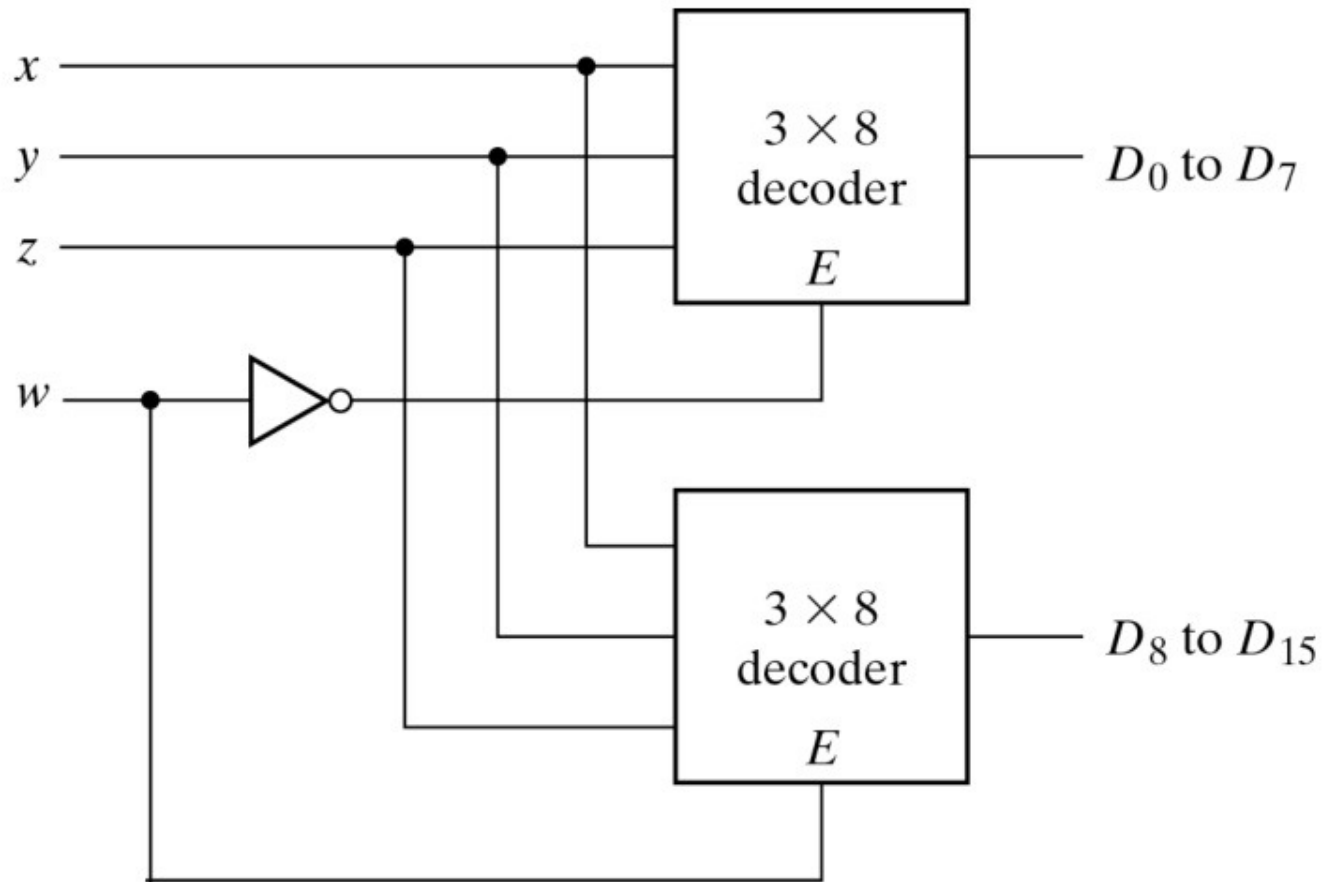 x
y
z
w
3 × 8
decoder
E
D₀ to D₇
3 × 8
decoder
E
D₈ to D₁₅